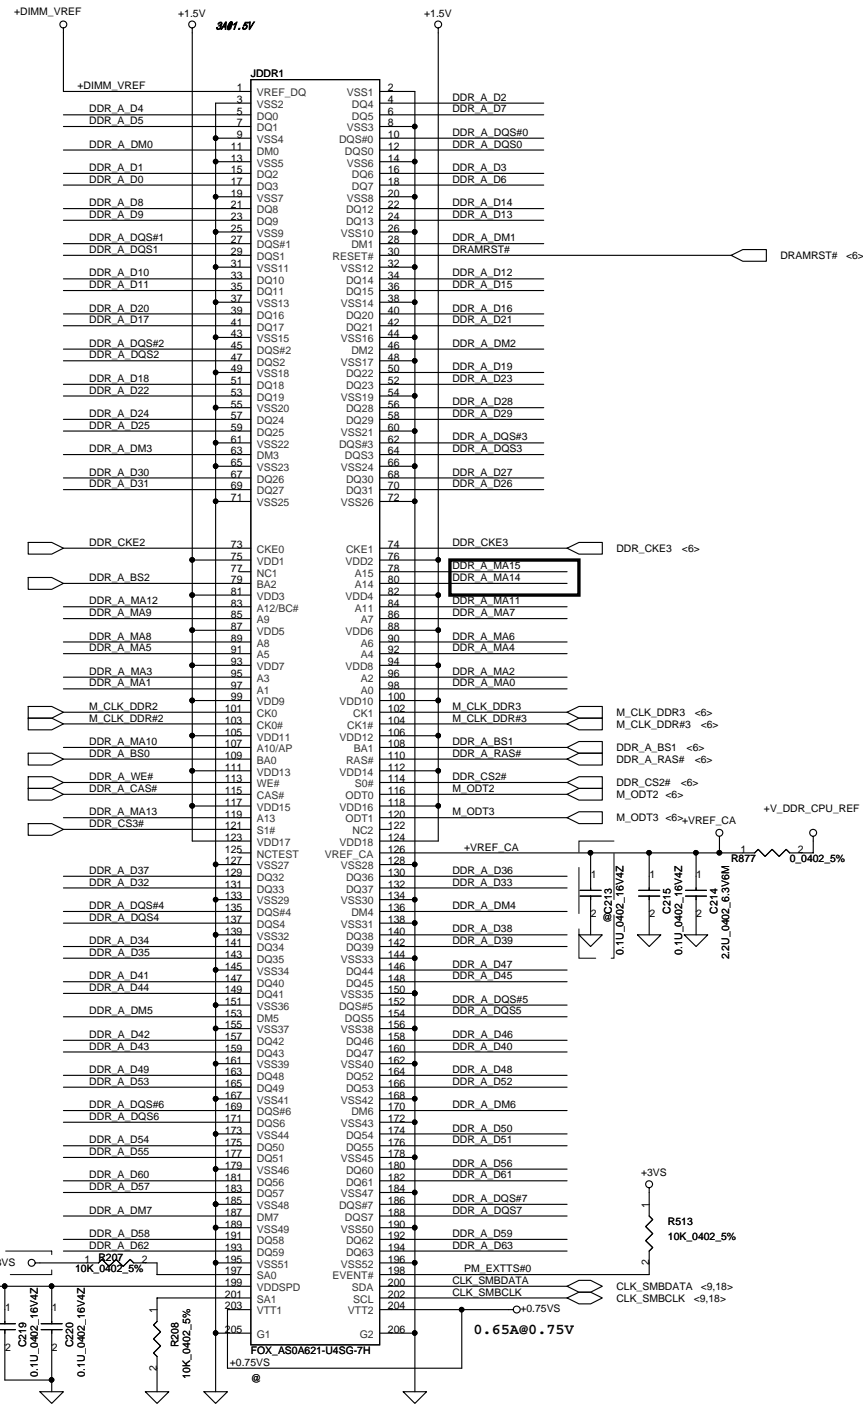 +DIMM_VREF
+1.5V +1.5V
3A@1.5V
JDDR1
+DIMM_VREF 1 VREF_DQ VSS1 2
3 VSS2 DQ4 4 DDR_A_D2
DDR_A_D4 5 DQ0 DQ5 6 DDR_A_D7
DDR_A_D5 7 DQ1 VSS3 8
9 VSS4 DQS#0 10 DDR_A_DQS#0
DDR_A_DM0 11 DM0 DQS0 12 DDR_A_DQS0
13 VSS5 VSS6 14
DDR_A_D1 15 DQ2 DQ6 16 DDR_A_D3
DDR_A_D0 17 DQ3 DQ7 18 DDR_A_D6
19 VSS7 VSS8 20
DDR_A_D8 21 DQ8 DQ12 22 DDR_A_D14
DDR_A_D9 23 DQ9 DQ13 24 DDR_A_D13
25 VSS9 VSS10 26
DDR_A_DQS#1 27 DQS#1 DM1 28 DDR_A_DM1
DDR_A_DQS1 29 DQS1 RESET# 30 DRAMRST# DRAMRST# <6>
31 VSS11 VSS12 32
DDR_A_D10 33 DQ10 DQ14 34 DDR_A_D12
DDR_A_D11 35 DQ11 DQ15 36 DDR_A_D15
37 VSS13 VSS14 38
DDR_A_D20 39 DQ16 DQ20 40 DDR_A_D16
DDR_A_D17 41 DQ17 DQ21 42 DDR_A_D21
43 VSS15 VSS16 44
DDR_A_DQS#2 45 DQS#2 DM2 46 DDR_A_DM2
DDR_A_DQS2 47 DQS2 VSS17 48
49 VSS18 DQ22 50 DDR_A_D19
DDR_A_D18 51 DQ18 DQ23 52 DDR_A_D23
DDR_A_D22 53 DQ19 VSS19 54
55 VSS20 DQ28 56 DDR_A_D28
DDR_A_D24 57 DQ24 DQ29 58 DDR_A_D29
DDR_A_D25 59 DQ25 VSS21 60
61 VSS22 DQS#3 62 DDR_A_DQS#3
DDR_A_DM3 63 DM3 DQS3 64 DDR_A_DQS3
65 VSS23 VSS24 66
DDR_A_D30 67 DQ26 DQ30 68 DDR_A_D27
DDR_A_D31 69 DQ27 DQ31 70 DDR_A_D26
71 VSS25 VSS26 72
DDR_CKE2 73 CKE0 CKE1 74 DDR_CKE3 DDR_CKE3 <6>
75 VDD1 VDD2 76
77 NC1 A15 78 DDR_A_MA15
DDR_A_BS2 79 BA2 A14 80 DDR_A_MA14
81 VDD3 VDD4 82
DDR_A_MA12 83 A12/BC# A11 84 DDR_A_MA11
DDR_A_MA9 85 A9 A7 86 DDR_A_MA7
87 VDD5 VDD6 88
DDR_A_MA8 89 A8 A6 90 DDR_A_MA6
DDR_A_MA5 91 A5 A4 92 DDR_A_MA4
93 VDD7 VDD8 94
DDR_A_MA3 95 A3 A2 96 DDR_A_MA2
DDR_A_MA1 97 A1 A0 98 DDR_A_MA0
99 VDD9 VDD10 100
M_CLK_DDR2 101 CK0 CK1 102 M_CLK_DDR3 M_CLK_DDR3 <6>
M_CLK_DDR#2 103 CK0# CK1# 104 M_CLK_DDR#3 M_CLK_DDR#3 <6>
105 VDD11 VDD12 106
DDR_A_MA10 107 A10/AP BA1 108 DDR_A_BS1 DDR_A_BS1 <6>
DDR_A_BS0 109 BA0 RAS# 110 DDR_A_RAS# DDR_A_RAS# <6>
111 VDD13 VDD14 112
DDR_A_WE# 113 WE# S0# 114 DDR_CS2# DDR_CS2# <6>
DDR_A_CAS# 115 CAS# ODT0 116 M_ODT2 M_ODT2 <6>
117 VDD15 VDD16 118
DDR_A_MA13 119 A13 ODT1 120 M_ODT3 M_ODT3 <6> +VREF_CA +V_DDR_CPU_REF
DDR_CS3# 121 S1# NC2 122
123 VDD17 VDD18 124
125 NCTEST VREF_CA 126 +VREF_CA
R877 1 2 0_0402_5%
127 VSS27 VSS28 128
DDR_A_D37 129 DQ32 DQ36 130 DDR_A_D36
DDR_A_D32 131 DQ33 DQ37 132 DDR_A_D33
133 VSS29 VSS30 134
DDR_A_DQS#4 135 DQS#4 DM4 136 DDR_A_DM4
DDR_A_DQS4 137 DQS4 VSS31 138
1 2 @C213 0.1U_0402_16V4Z
1 2 C215 0.1U_0402_16V4Z
1 2 C214 2.2U_0402_6.3V6M
139 VSS32 DQ38 140 DDR_A_D38
DDR_A_D34 141 DQ34 DQ39 142 DDR_A_D39
DDR_A_D35 143 DQ35 VSS33 144
145 VSS34 DQ44 146 DDR_A_D47
DDR_A_D41 147 DQ40 DQ45 148 DDR_A_D45
DDR_A_D44 149 DQ41 VSS35 150
151 VSS36 DQS#5 152 DDR_A_DQS#5
DDR_A_DM5 153 DM5 DQS5 154 DDR_A_DQS5
155 VSS37 VSS38 156
DDR_A_D42 157 DQ42 DQ46 158 DDR_A_D46
DDR_A_D43 159 DQ43 DQ47 160 DDR_A_D40
161 VSS39 VSS40 162
DDR_A_D49 163 DQ48 DQ52 164 DDR_A_D48
DDR_A_D53 165 DQ49 DQ53 166 DDR_A_D52
167 VSS41 VSS42 168
DDR_A_DQS#6 169 DQS#6 DM6 170 DDR_A_DM6
DDR_A_DQS6 171 DQS6 VSS43 172
173 VSS44 DQ54 174 DDR_A_D50
DDR_A_D54 175 DQ50 DQ55 176 DDR_A_D51
DDR_A_D55 177 DQ51 VSS45 178
179 VSS46 DQ60 180 DDR_A_D56
DDR_A_D60 181 DQ56 DQ61 182 DDR_A_D61
DDR_A_D57 183 DQ57 VSS47 184
185 VSS48 DQS#7 186 DDR_A_DQS#7
DDR_A_DM7 187 DM7 DQS7 188 DDR_A_DQS7
189 VSS49 VSS50 190
DDR_A_D58 191 DQ58 DQ62 192 DDR_A_D59
DDR_A_D62 193 DQ59 DQ63 194 DDR_A_D63
195 VSS51 VSS52 196
+3VS
1 2 R513 10K_0402_5%
3VS R207 1 2 10K_0402_5%
197 SA0 EVENT# 198 PM_EXTTS#0
199 VDDSPD SDA 200 CLK_SMBDATA CLK_SMBDATA <9,18>
201 SA1 SCL 202 CLK_SMBCLK CLK_SMBCLK <9,18>
203 VTT1 VTT2 204 +0.75VS
205 G1 G2 206
0.65A@0.75V
1 2 C219 0.1U_0402_16V4Z
1 2 C220 0.1U_0402_16V4Z
1 2 R208 10K_0402_5%
FOX_AS0A621-U4SG-7H
+0.75VS
@